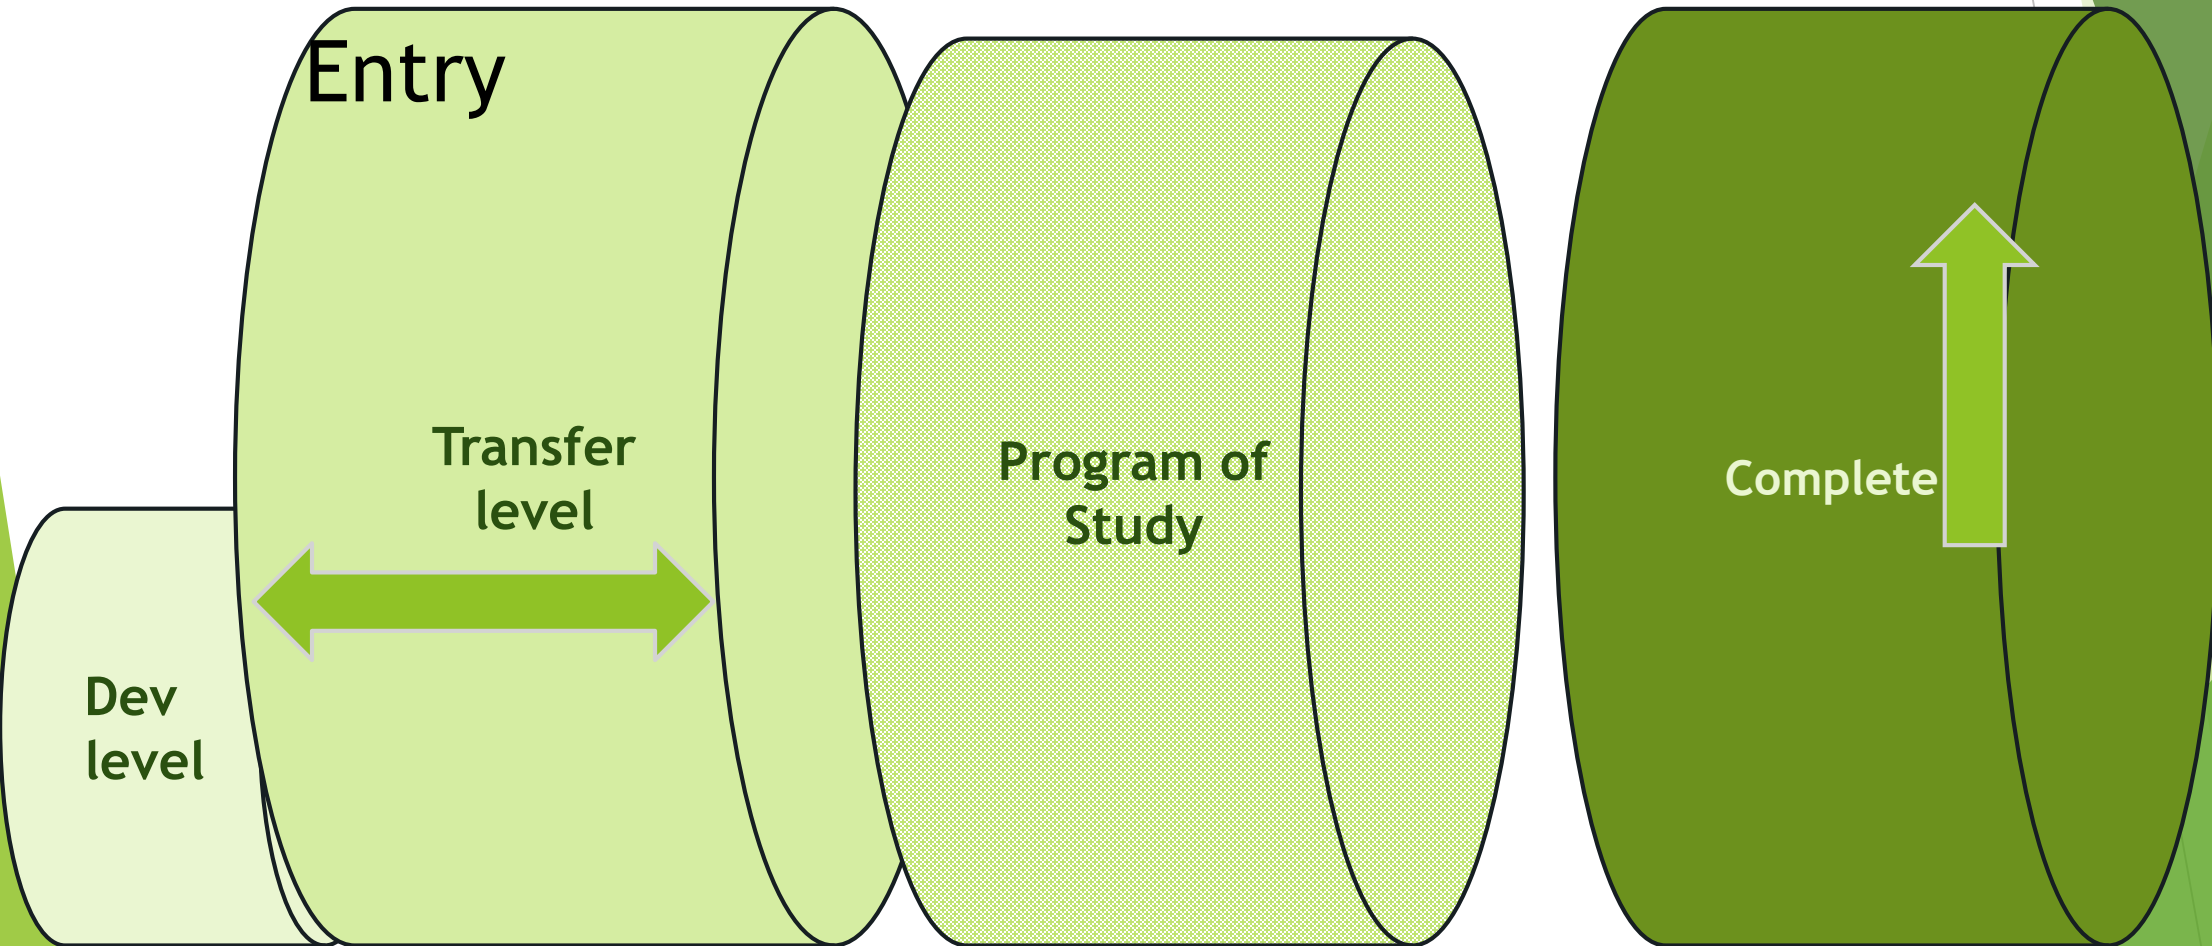 Entry
Transfer
level
Program of
Study
Complete
Dev
level